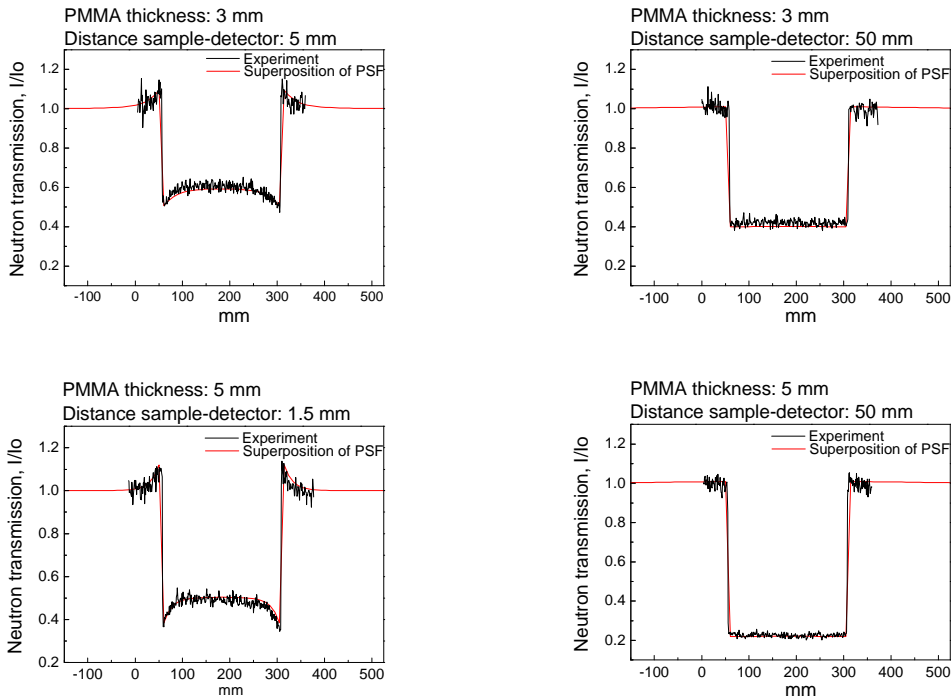 PMMA thickness: 3 mm
Distance sample-detector: 5 mm
Experiment
Superposition of PSF
Neutron transmission, I/Io
1.2
1.0
0.8
0.6
0.4
0.2
-100 0 100 200 300 400 500
mm
PMMA thickness: 3 mm
Distance sample-detector: 50 mm
Experiment
Superposition of PSF
Neutron transmission, I/Io
1.2
1.0
0.8
0.6
0.4
0.2
-100 0 100 200 300 400 500
mm
PMMA thickness: 5 mm
Distance sample-detector: 1.5 mm
Experiment
Superposition of PSF
Neutron transmission, I/Io
1.2
1.0
0.8
0.6
0.4
0.2
-100 0 100 200 300 400 500
mm
PMMA thickness: 5 mm
Distance sample-detector: 50 mm
Experiment
Superposition of PSF
Neutron transmission, I/Io
1.2
1.0
0.8
0.6
0.4
0.2
-100 0 100 200 300 400 500
mm